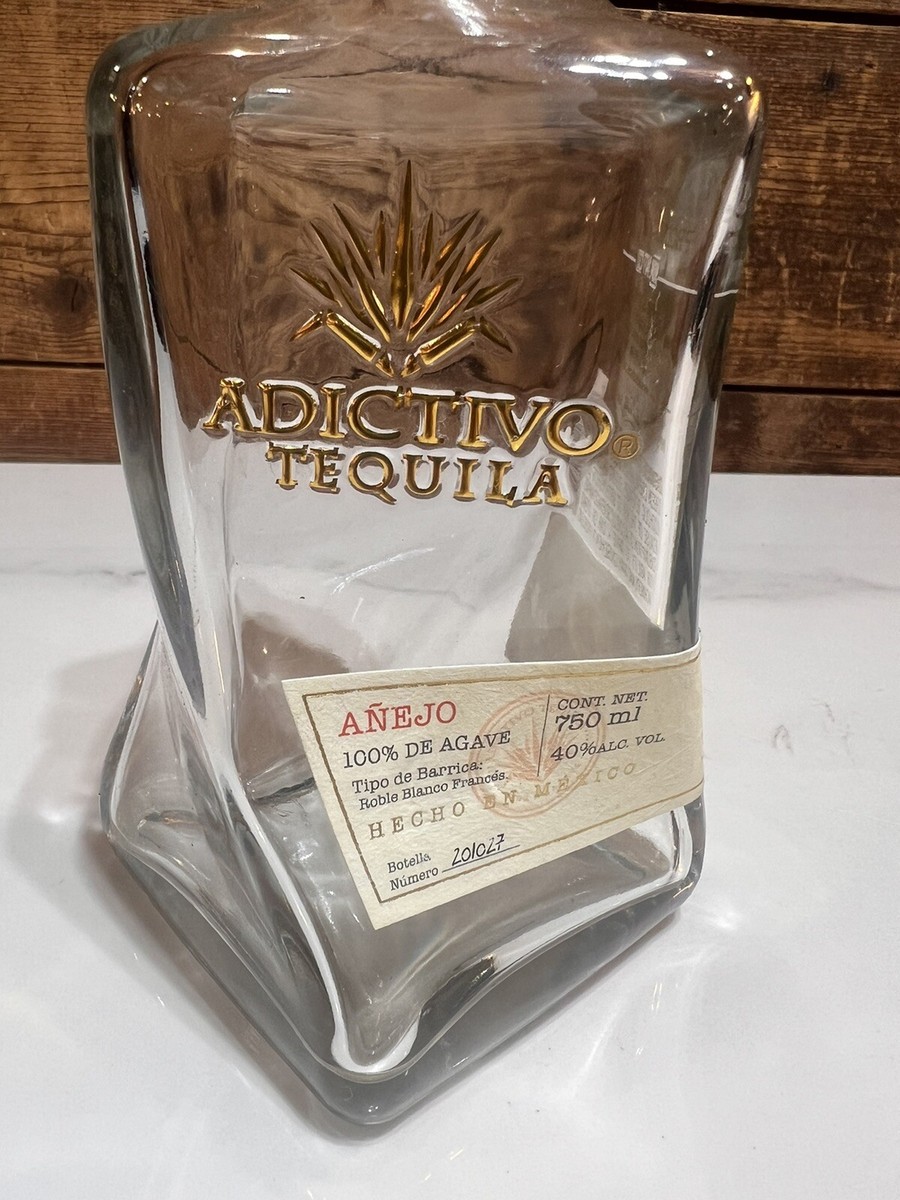 ADICTIVO®
TEQUILA
AÑEJO
100% DE AGAVE
Tipo de Barrica:
Roble Blanco Francés.
CONT. NET.
750 ml
40%ALC. VOL.
HECHO EN MÉXICO
Botella
Número 201027